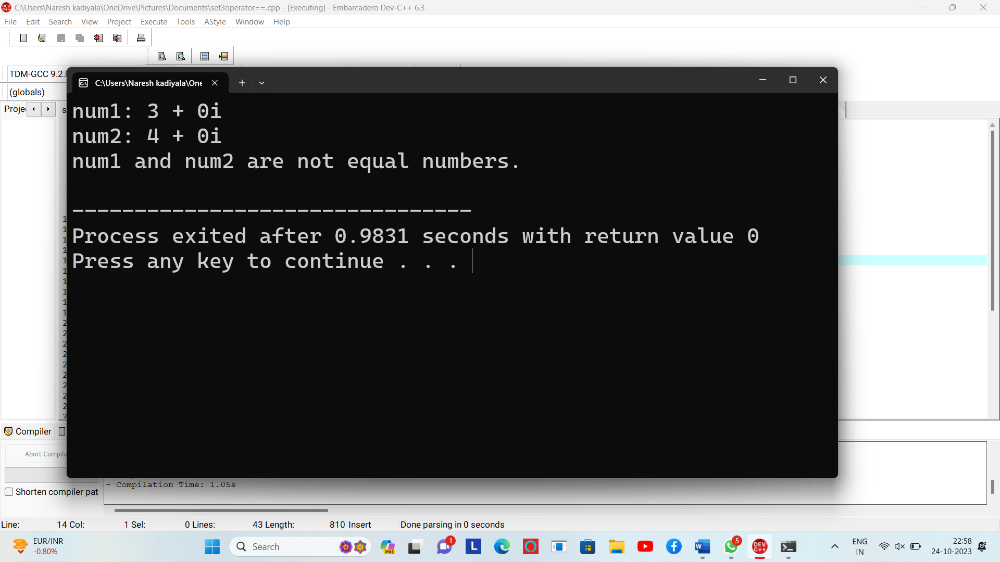 C:\Users\Naresh kadiyala\OneDrive\Pictures\Documents\set3operator==.cpp - [Executing] - Embarcadero Dev-C++ 6.3
File Edit Search View Project Execute Tools AStyle Window Help
TDM-GCC 9.2.
(globals)
C:\Users\Naresh kadiyala\One
num1: 3 + 0i
num2: 4 + 0i
num1 and num2 are not equal numbers.
--------------------------------
Process exited after 0.9831 seconds with return value 0
Press any key to continue . . .
Compiler
Abort Compila
Shorten compiler pat
- Compilation Time: 1.05s
Line: 14 Col: 1 Sel: 0 Lines: 43 Length: 810 Insert Done parsing in 0 seconds
EUR/INR
-0.80%
Search
PRE
1
L
5
DEV C++
ENG
IN
22:58
24-10-2023